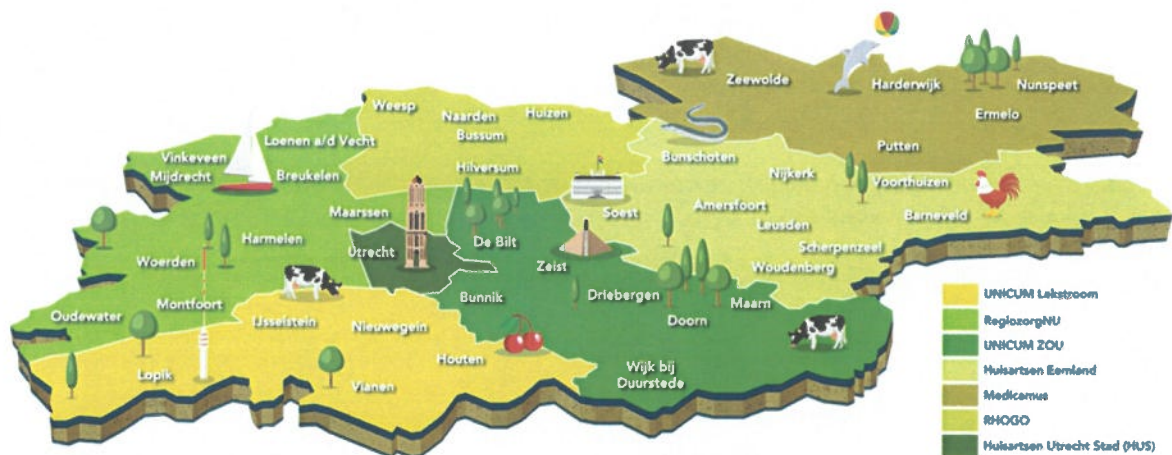 Zeewolde
Harderwijk
Nunspeet
Ermelo
Putten
Weesp
Naarden
Huizen
Bussum
Hilversum
Loenen a/d Vecht
Vinkeveen
Mijdrecht
Breukelen
Bunschoten
Nijkerk
Voorthuizen
Barneveld
Soest
Amersfoort
Leusden
Scherpenzeel
Woudenberg
Maarssen
Utrecht
De Bilt
Zeist
Harmelen
Woerden
Bunnik
Driebergen
Maarn
Doorn
Montfoort
Oudewater
IJsselstein
Nieuwegein
Houten
Wijk bij
Duurstede
Lopik
Vianen
UNICUM Lekstroom
RegiozorgNU
UNICUM ZOU
Huisartsen Eemland
Medicamus
RHOGO
Huisartsen Utrecht Stad (HUS)